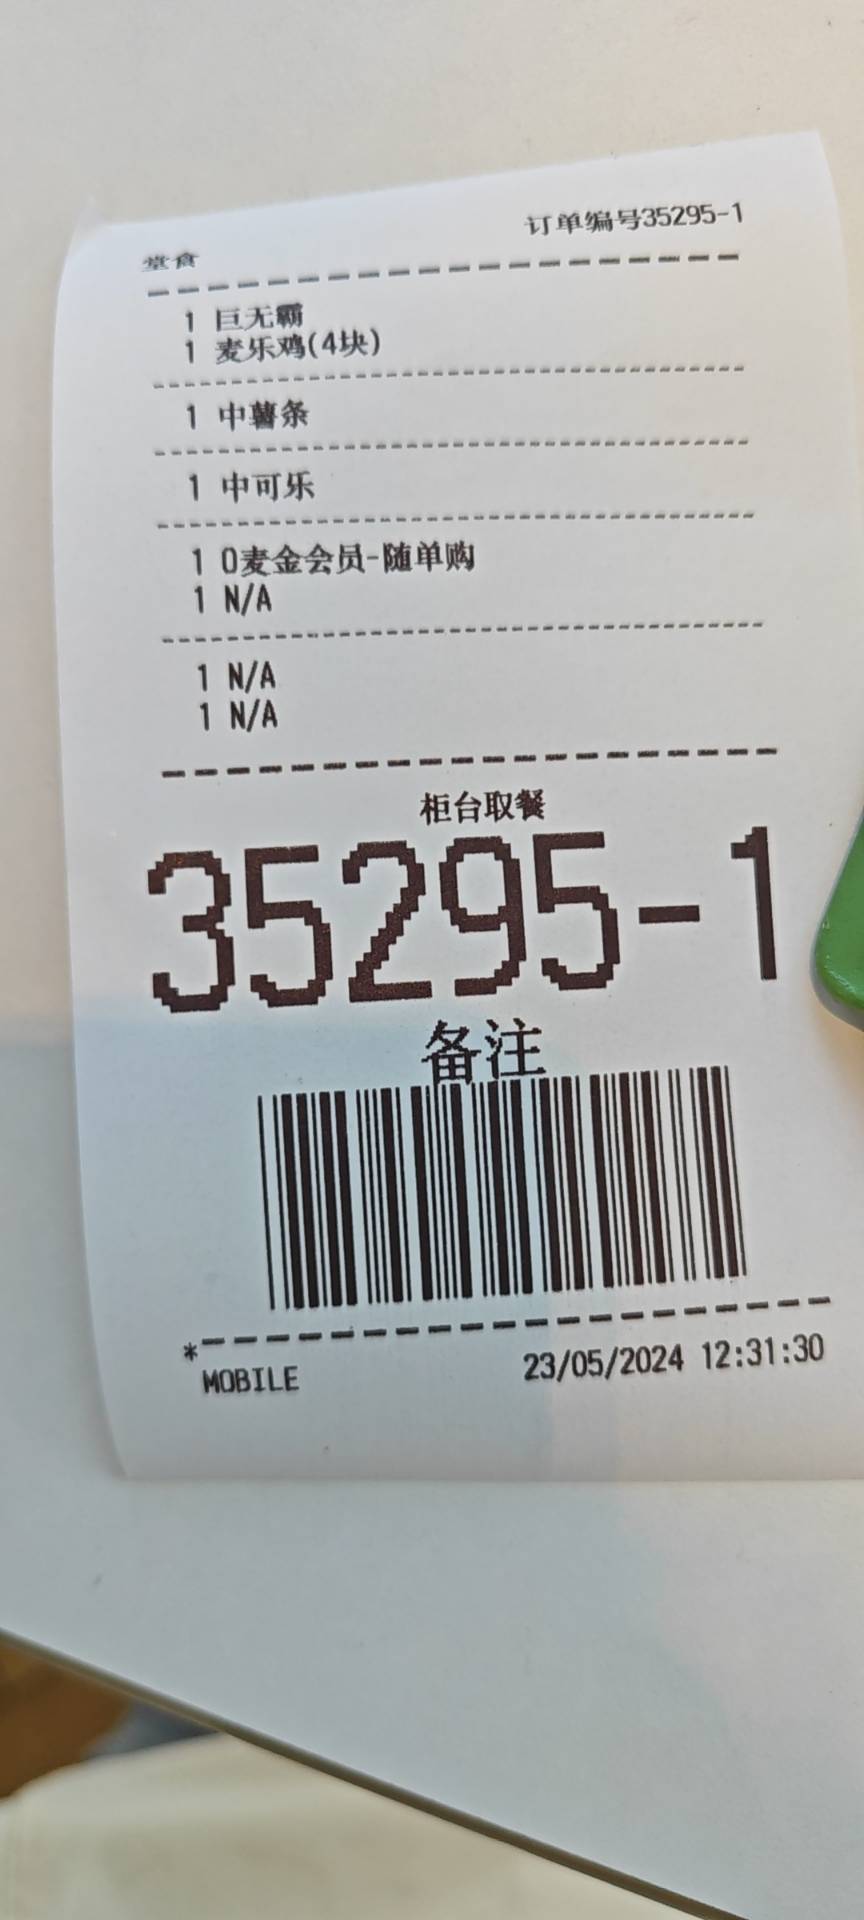 订单编号35295-1
堂食
1 巨无霸
1 麦乐鸡(4块)
1 中薯条
1 中可乐
1 0麦金会员-随单购
1 N/A
1 N/A
1 N/A
柜台取餐
35295-1
备注
*
MOBILE 23/05/2024 12:31:30